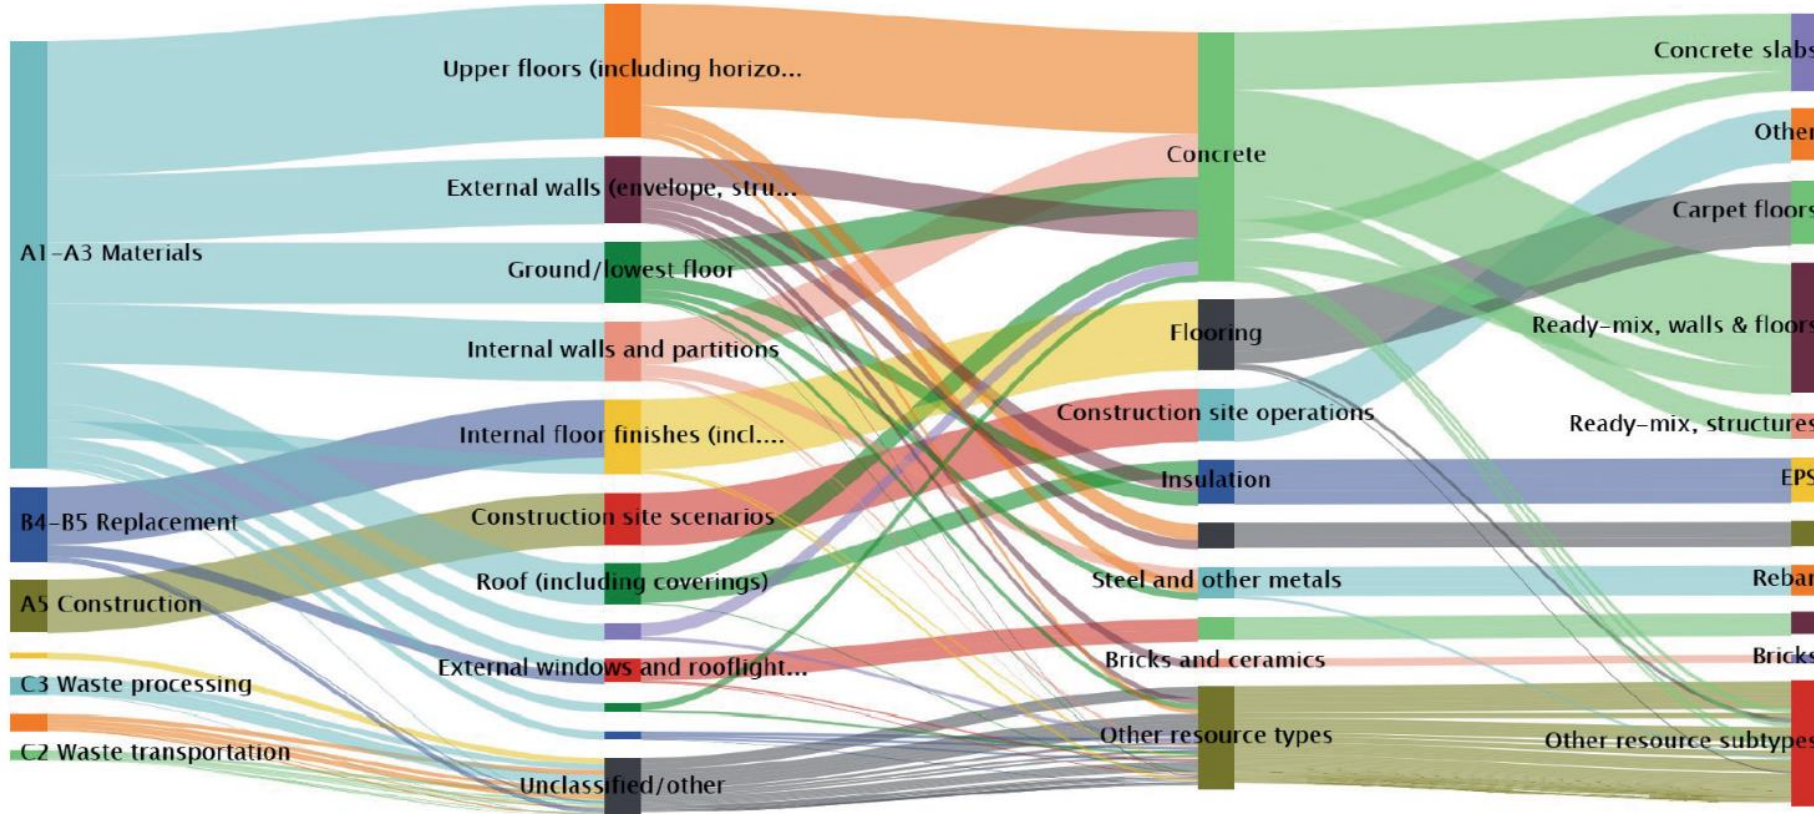 A1-A3 Materials
B4-B5 Replacement
A5 Construction
C3 Waste processing
C2 Waste transportation
Upper floors (including horizo...
External walls (envelope, stru...
Ground/lowest floor
Internal walls and partitions
Internal floor finishes (incl....
Construction site scenarios
Roof (including coverings)
External windows and rooflight...
Unclassified/other
Concrete
Flooring
Construction site operations
Insulation
Steel and other metals
Bricks and ceramics
Other resource types
Concrete slabs
Other
Carpet floors
Ready-mix, walls & floors
Ready-mix, structures
EPS
Rebar
Bricks
Other resource subtypes